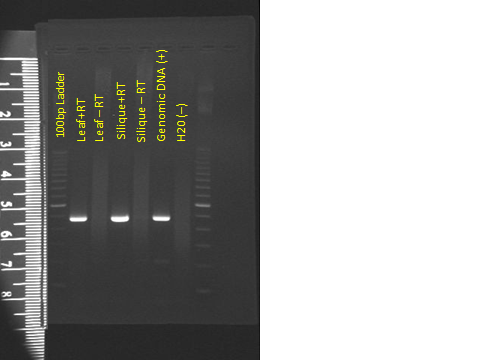 100bp Ladder
Leaf+RT
Leaf – RT
Silique+RT
Silique – RT
Genomic DNA (+)
H20 (–)
1
2
3
4
5
6
7
8